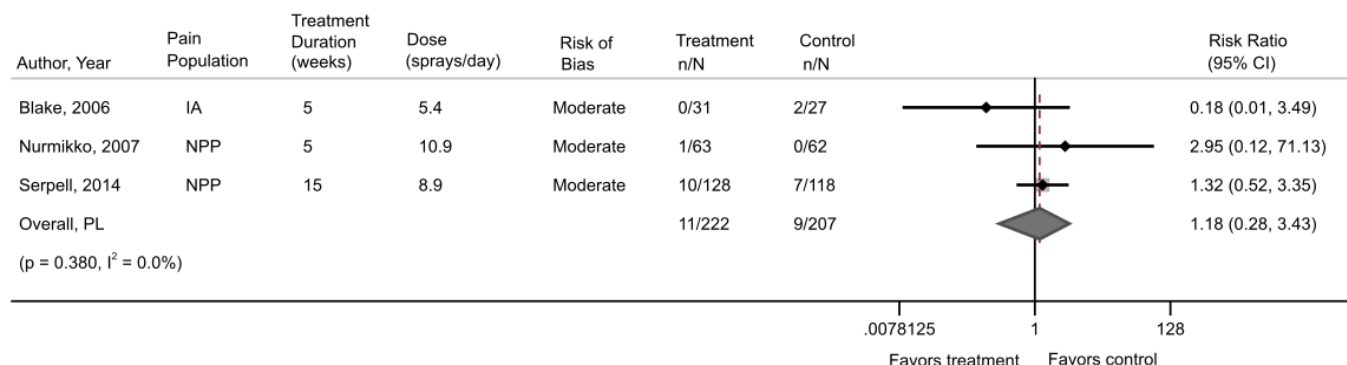 Author, Year Pain Population Treatment Duration (weeks) Dose (sprays/day) Risk of Bias Treatment n/N Control n/N Risk Ratio (95% CI)
Blake, 2006 IA 5 5.4 Moderate 0/31 2/27 0.18 (0.01, 3.49)
Nurmikko, 2007 NPP 5 10.9 Moderate 1/63 0/62 2.95 (0.12, 71.13)
Serpell, 2014 NPP 15 8.9 Moderate 10/128 7/118 1.32 (0.52, 3.35)
Overall, PL 11/222 9/207 1.18 (0.28, 3.43)
(p = 0.380, I² = 0.0%)
.0078125 1 128
Favors treatment Favors control